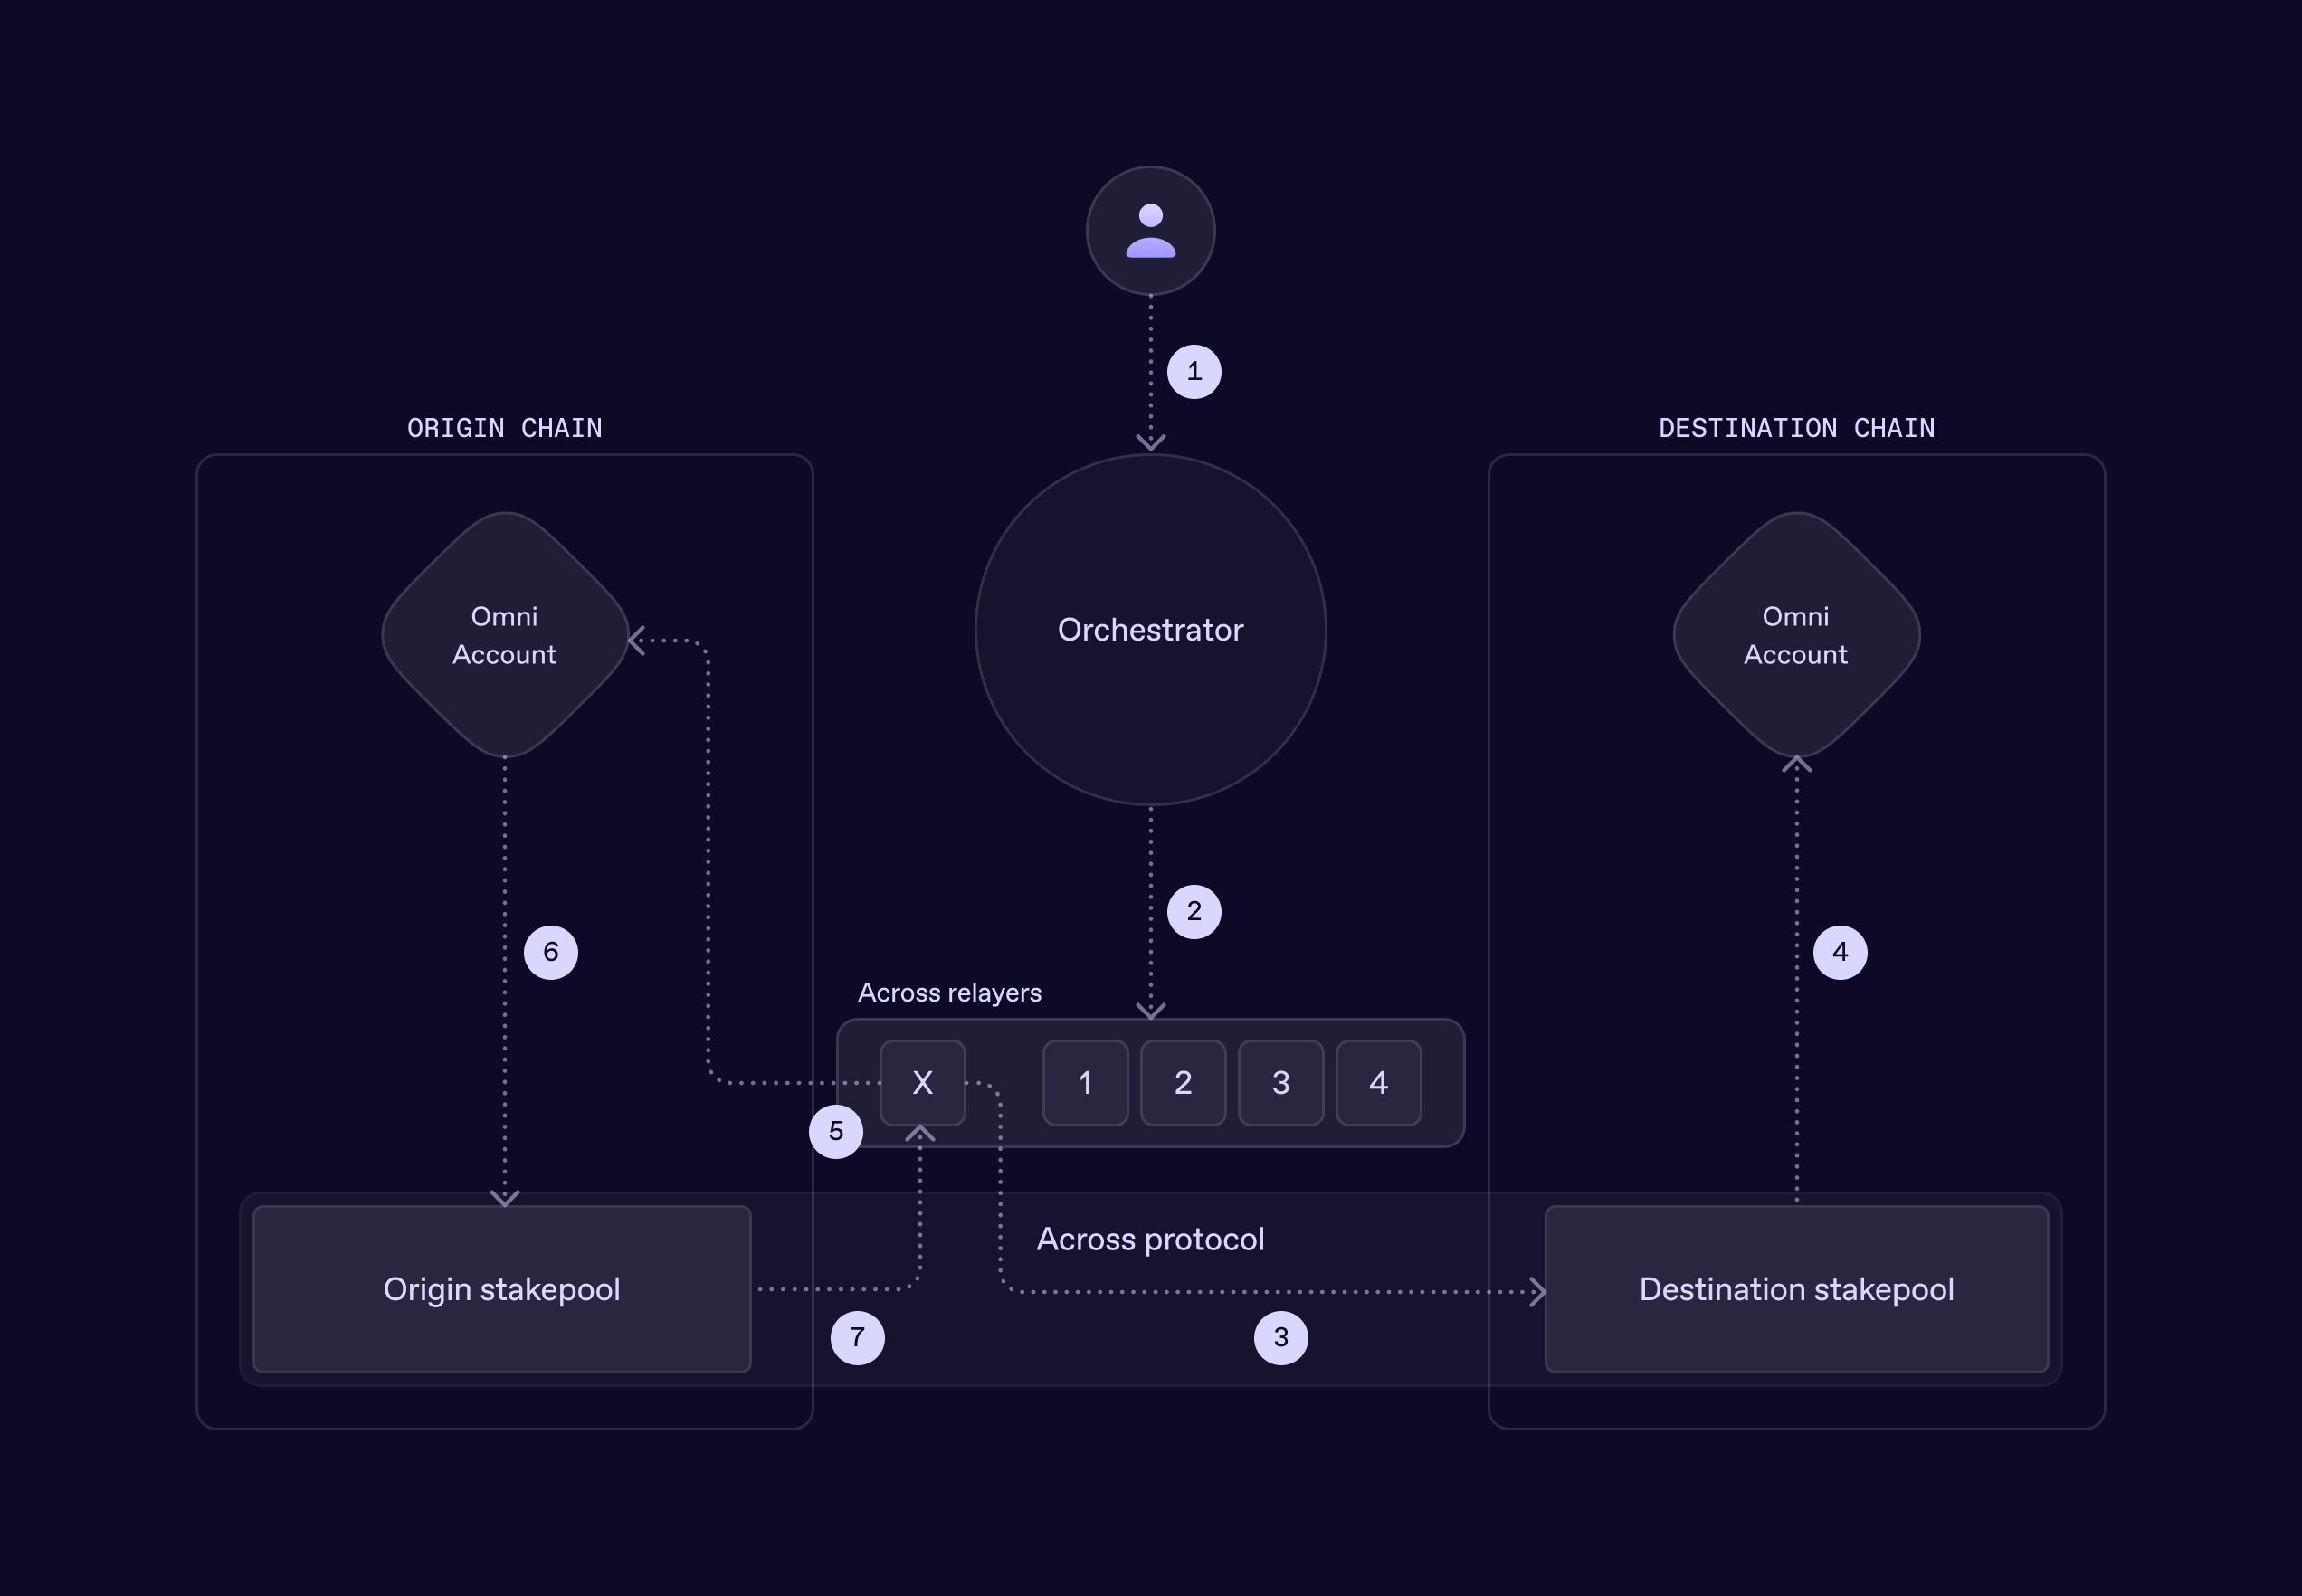 1
ORIGIN CHAIN
DESTINATION CHAIN
Omni
Account
Orchestrator
Omni
Account
2
6
4
Across relayers
X 1 2 3 4
5
Across protocol
Origin stakepool
Destination stakepool
7
3